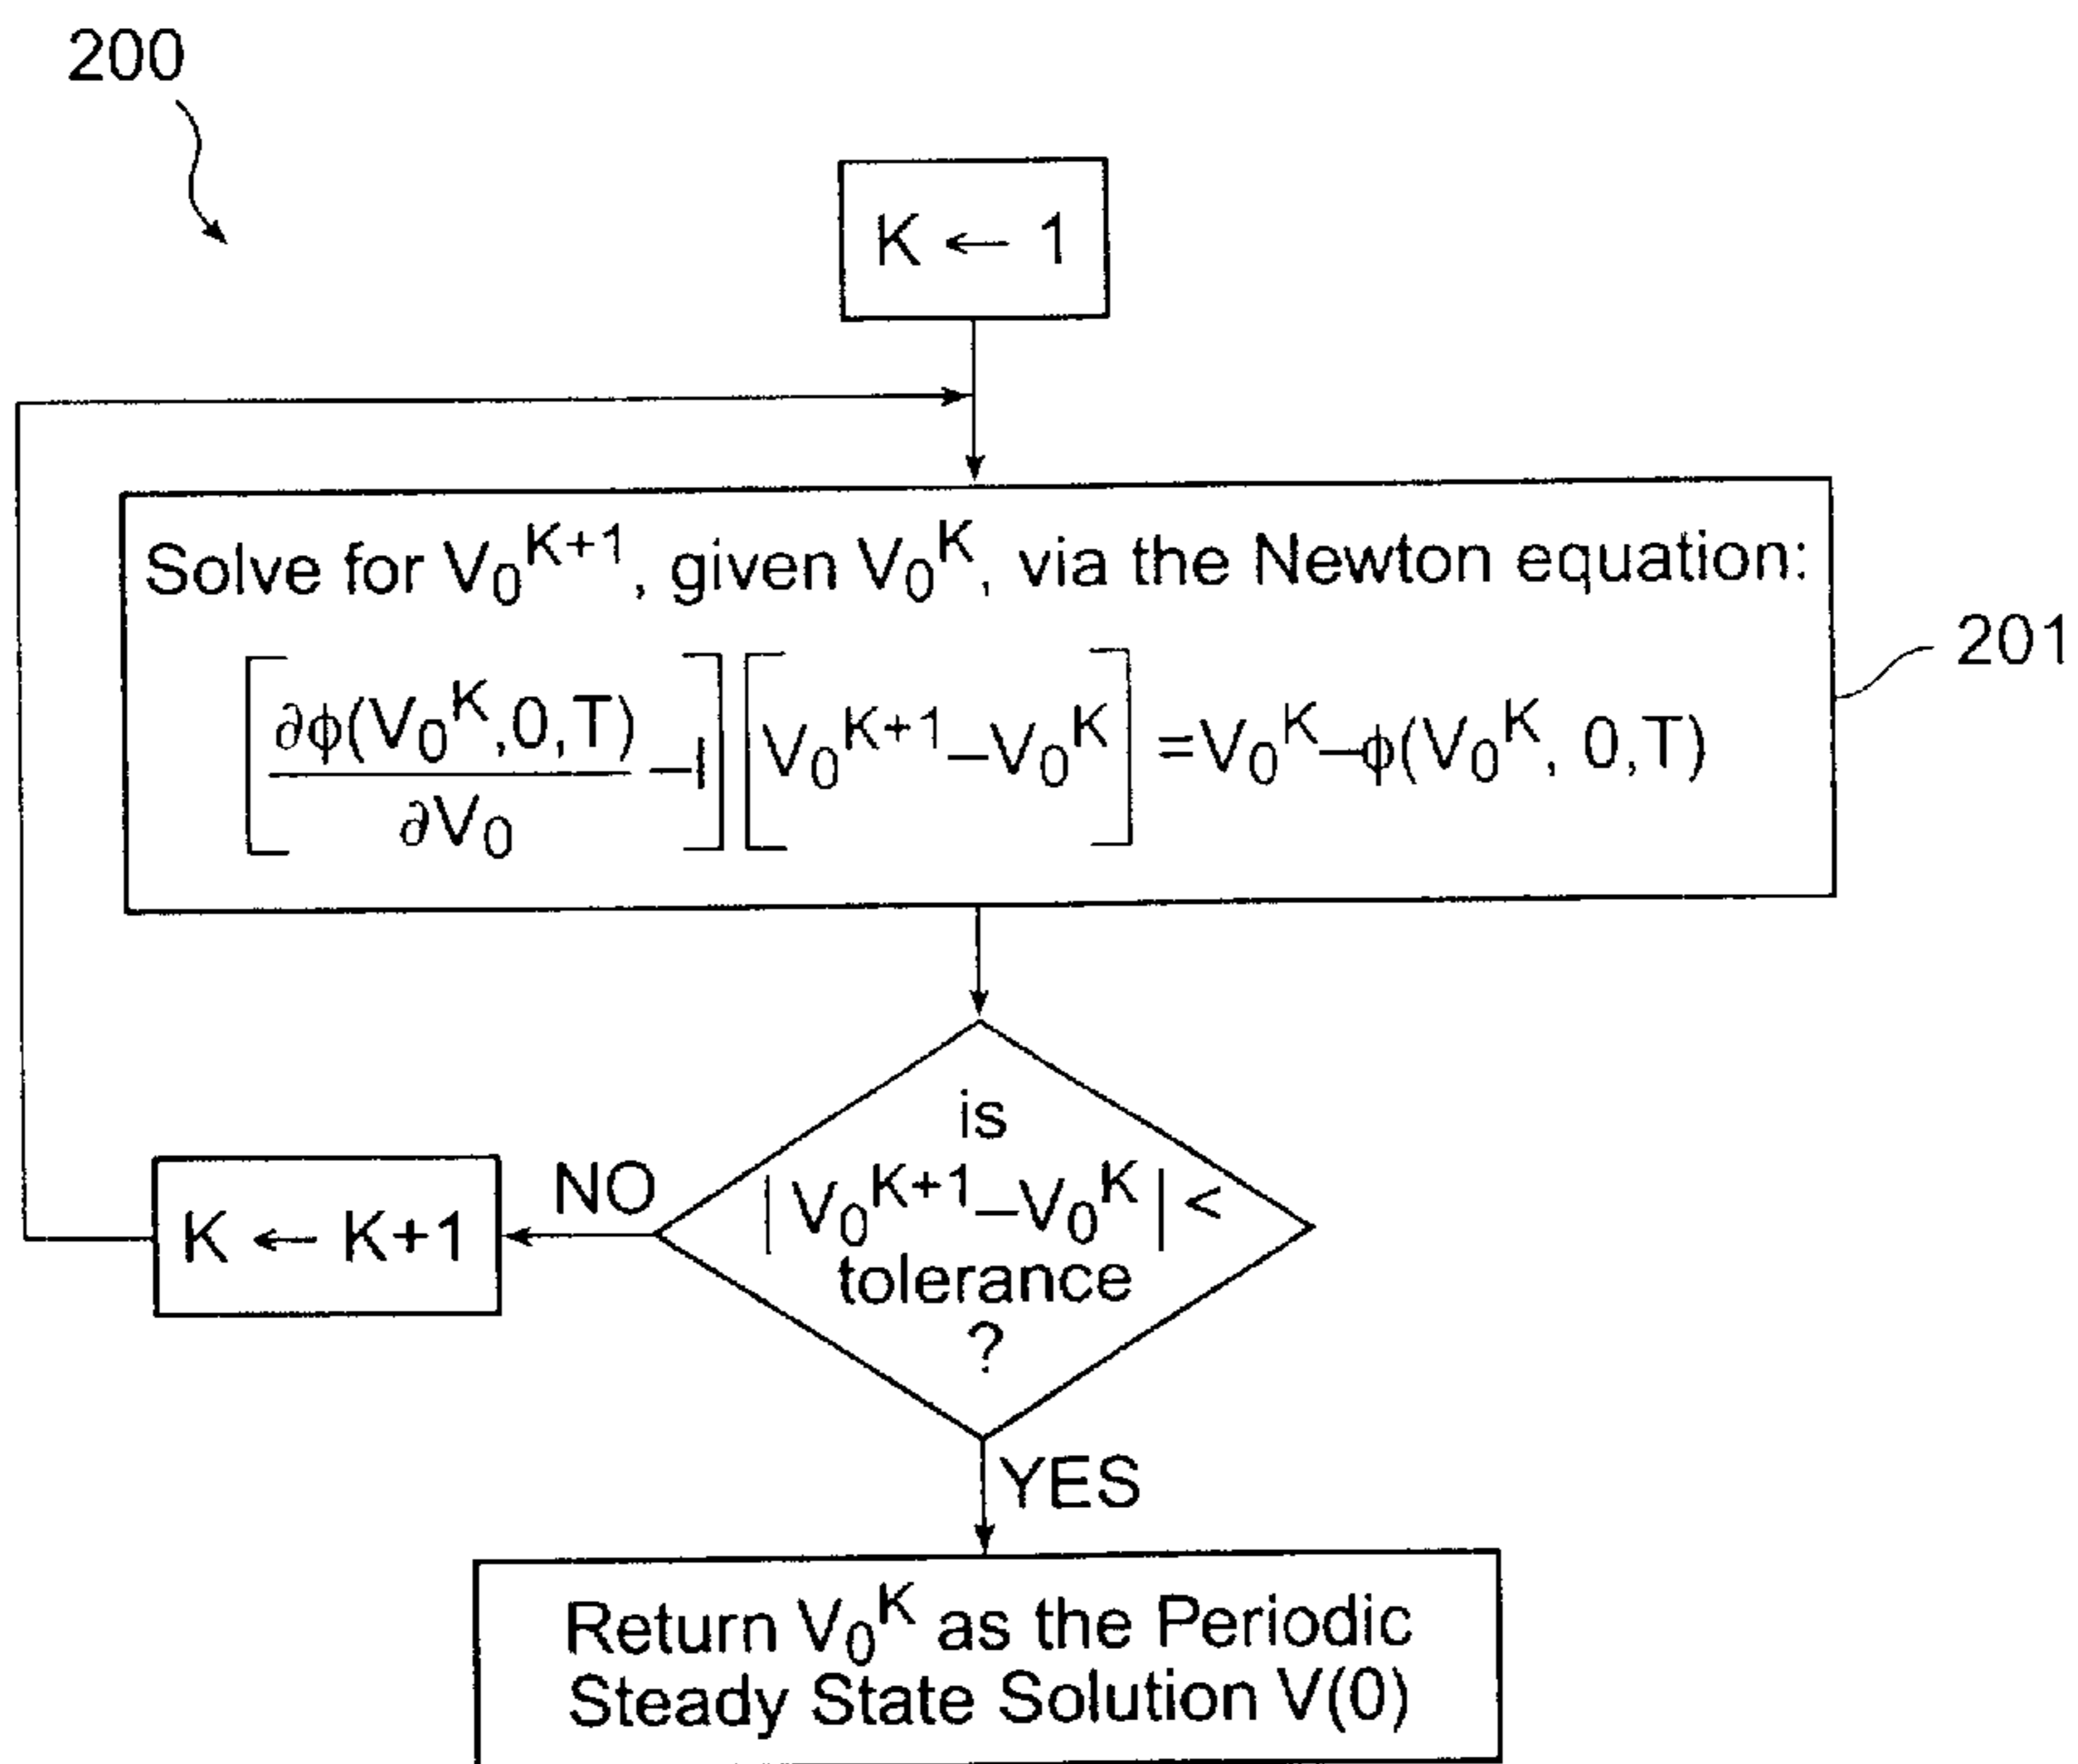 200
K ← 1
Solve for V₀ᴷ⁺¹, given V₀ᴷ, via the Newton equation:
[∂ϕ(V₀ᴷ,0,T)/∂V₀ –I] [V₀ᴷ⁺¹–V₀ᴷ] =V₀ᴷ–ϕ(V₀ᴷ, 0,T)
201
is
| V₀ᴷ⁺¹–V₀ᴷ | <
tolerance
?
NO
K ← K+1
YES
Return V₀ᴷ as the Periodic
Steady State Solution V(0)